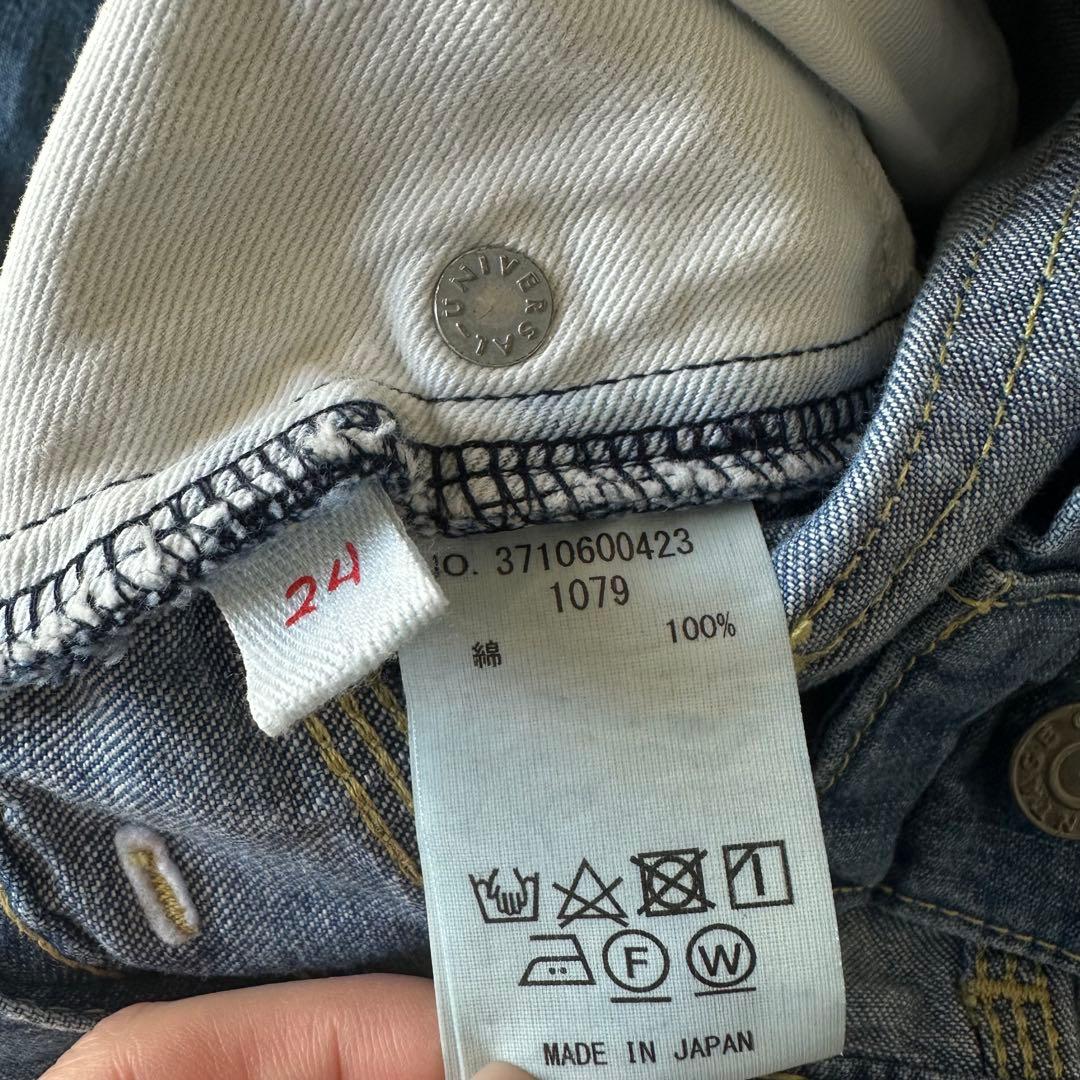 UNIVERSAL
24
NO. 3710600423
1079
100%
綿
F W
MADE IN JAPAN